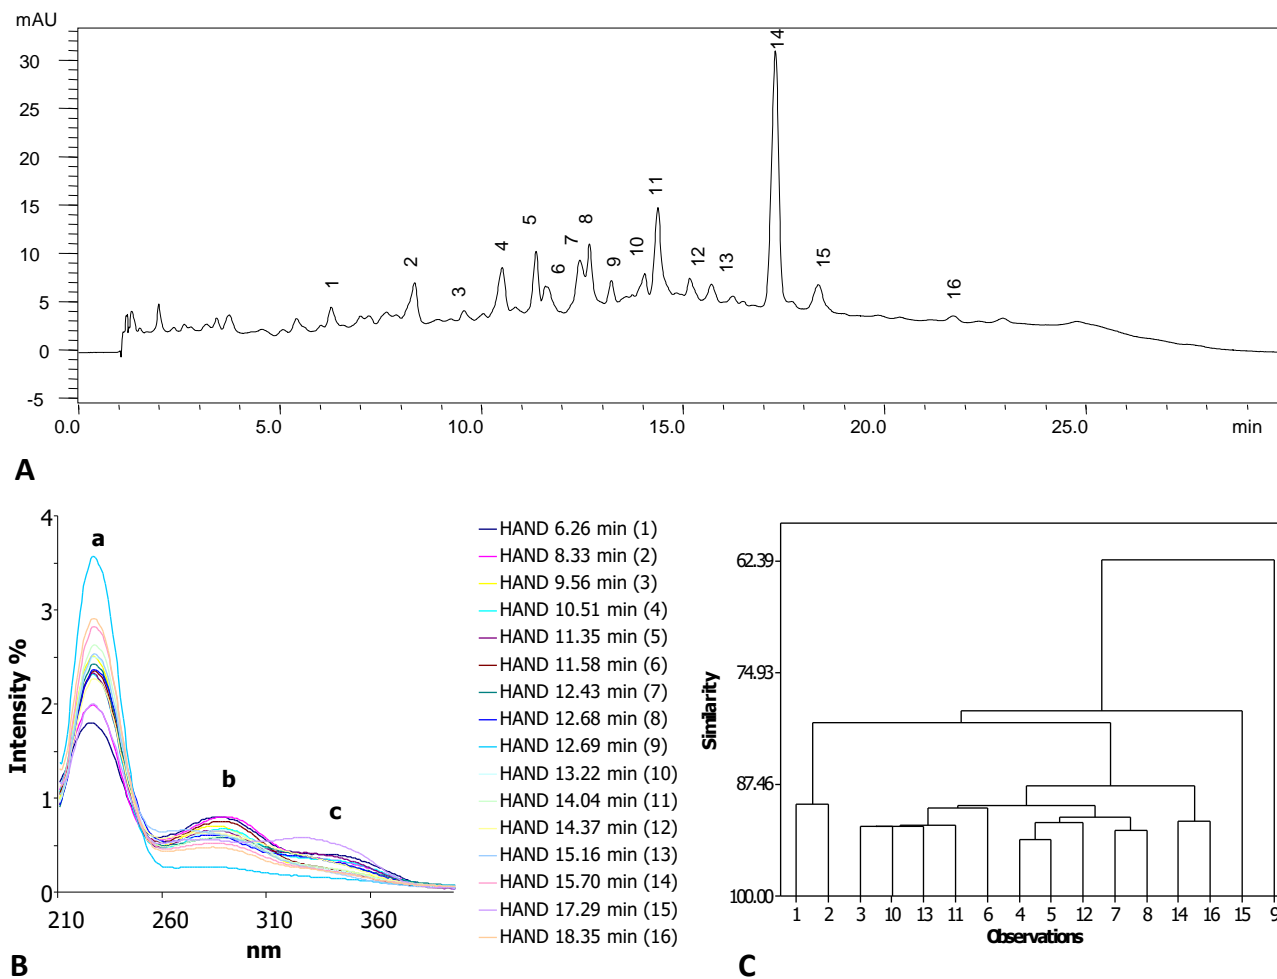 mAU
30
25
20
15
10
5
0
-5
1
2
3
4
5
6
7
8
9
10
11
12
13
14
15
16
0.0 5.0 10.0 15.0 20.0 25.0 min
A
4
3
2
1
0
Intensity %
a
b
c
210 260 310 360
nm
HAND 6.26 min (1)
HAND 8.33 min (2)
HAND 9.56 min (3)
HAND 10.51 min (4)
HAND 11.35 min (5)
HAND 11.58 min (6)
HAND 12.43 min (7)
HAND 12.68 min (8)
HAND 12.69 min (9)
HAND 13.22 min (10)
HAND 14.04 min (11)
HAND 14.37 min (12)
HAND 15.16 min (13)
HAND 15.70 min (14)
HAND 17.29 min (15)
HAND 18.35 min (16)
B
Similarity
62.39
74.93
87.46
100.00
1 2 3 10 13 11 6 4 5 12 7 8 14 16 15 9
Observations
C